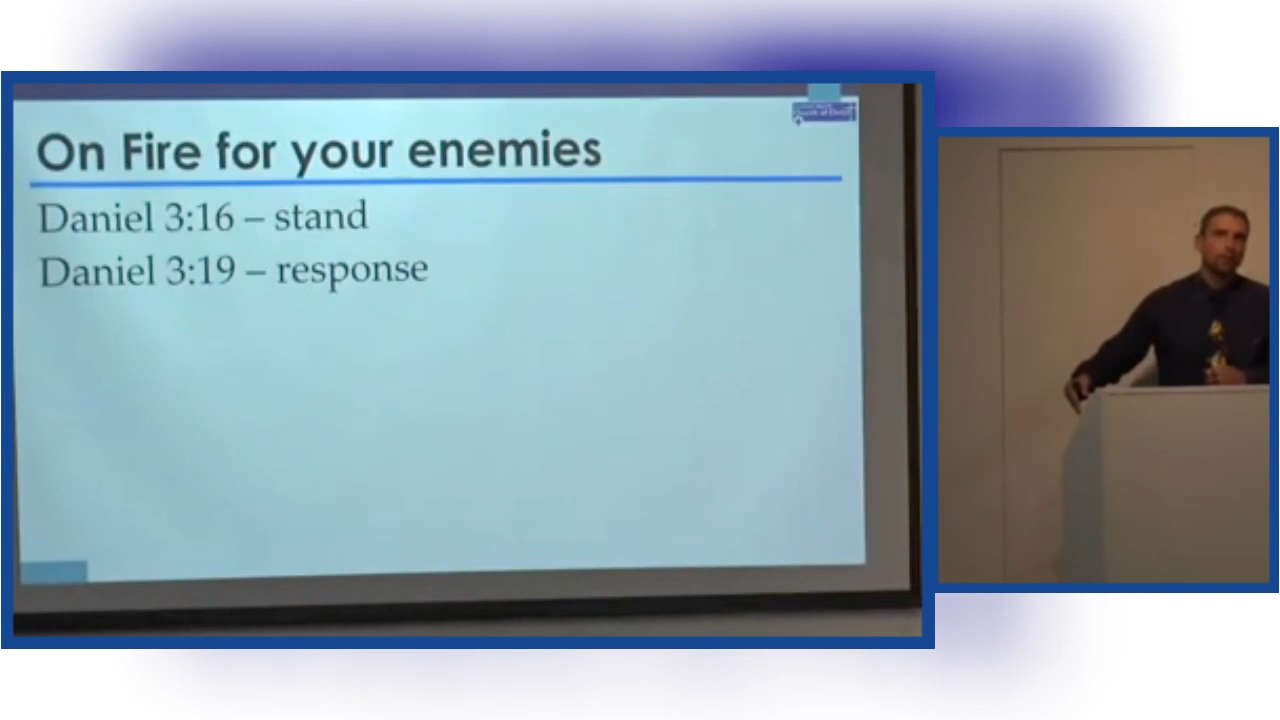 On Fire for your enemies
Daniel 3:16 – stand
Daniel 3:19 – response